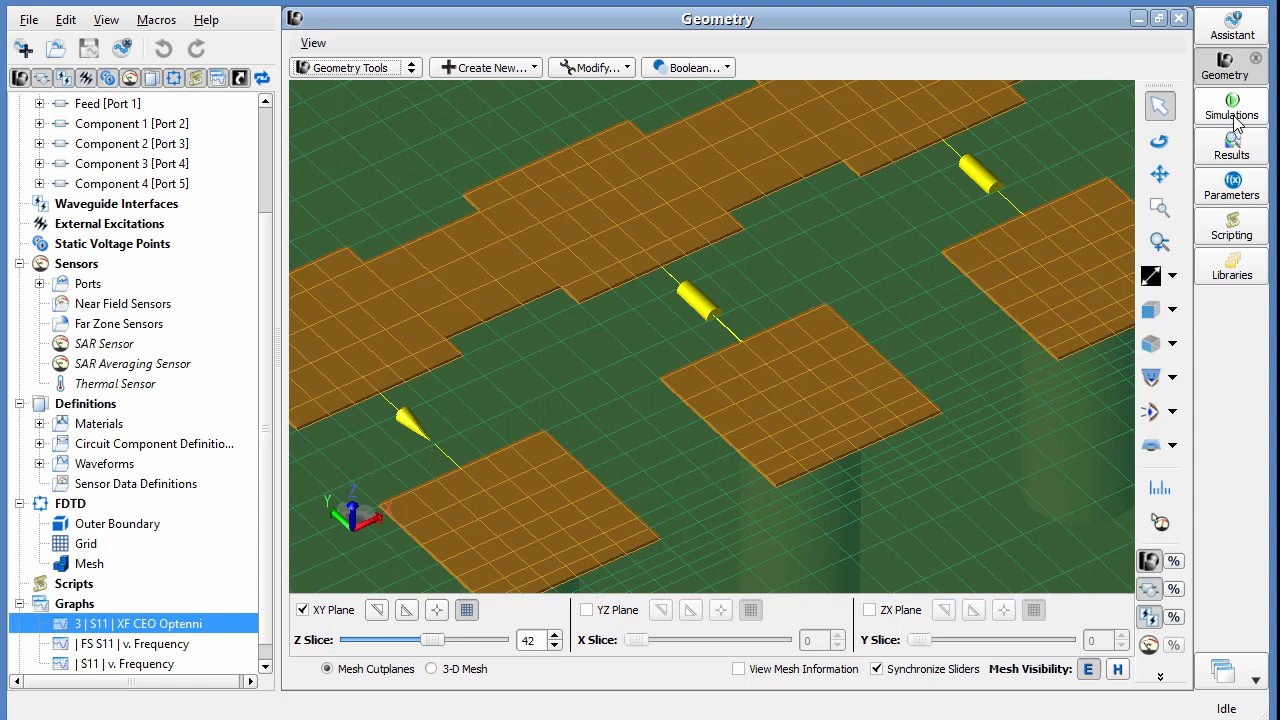 File Edit View Macros Help
Geometry
View
Geometry Tools
Create New...
Modify...
Boolean...
Feed [Port 1]
Component 1 [Port 2]
Component 2 [Port 3]
Component 3 [Port 4]
Component 4 [Port 5]
Waveguide Interfaces
External Excitations
Static Voltage Points
Sensors
Ports
Near Field Sensors
Far Zone Sensors
SAR Sensor
SAR Averaging Sensor
Thermal Sensor
Definitions
Materials
Circuit Component Definitio...
Waveforms
Sensor Data Definitions
FDTD
Outer Boundary
Grid
Mesh
Scripts
Graphs
3 | S11 | XF CEO Optenni
| FS S11 | v. Frequency
| S11 | v. Frequency
Z
Y
X
XY Plane
YZ Plane
ZX Plane
Z Slice: 42
X Slice: 0
Y Slice: 0
Mesh Cutplanes
3-D Mesh
View Mesh Information
Synchronize Sliders
Mesh Visibility: E H
%
%
%
%
Assistant
Geometry
Simulations
Results
f(x)
Parameters
Scripting
Libraries
Idle